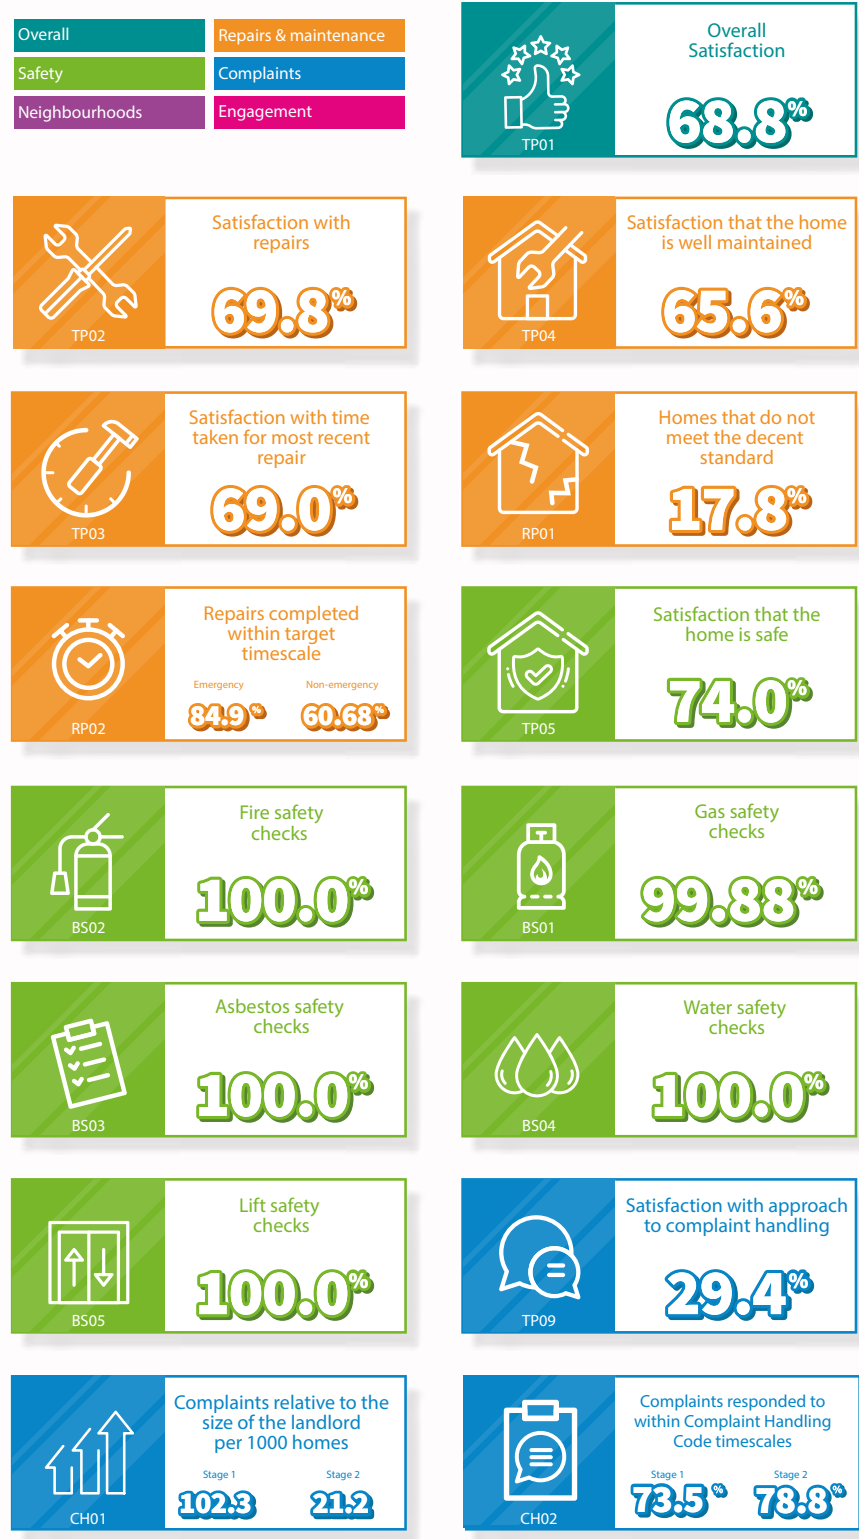 Overall
Repairs & maintenance
Safety
Complaints
Neighbourhoods
Engagement
TP01
Overall
Satisfaction
68.8%
TP02
Satisfaction with
repairs
69.8%
TP04
Satisfaction that the home
is well maintained
65.6%
TP03
Satisfaction with time
taken for most recent
repair
69.0%
RP01
Homes that do not
meet the decent
standard
17.8%
RP02
Repairs completed
within target
timescale
Emergency
84.9%
Non-emergency
60.68%
TP05
Satisfaction that the
home is safe
74.0%
BS02
Fire safety
checks
100.0%
BS01
Gas safety
checks
99.88%
BS03
Asbestos safety
checks
100.0%
BS04
Water safety
checks
100.0%
BS05
Lift safety
checks
100.0%
TP09
Satisfaction with approach
to complaint handling
29.4%
CH01
Complaints relative to the
size of the landlord
per 1000 homes
Stage 1
102.3
Stage 2
21.2
CH02
Complaints responded to
within Complaint Handling
Code timescales
Stage 1
73.5%
Stage 2
78.8%